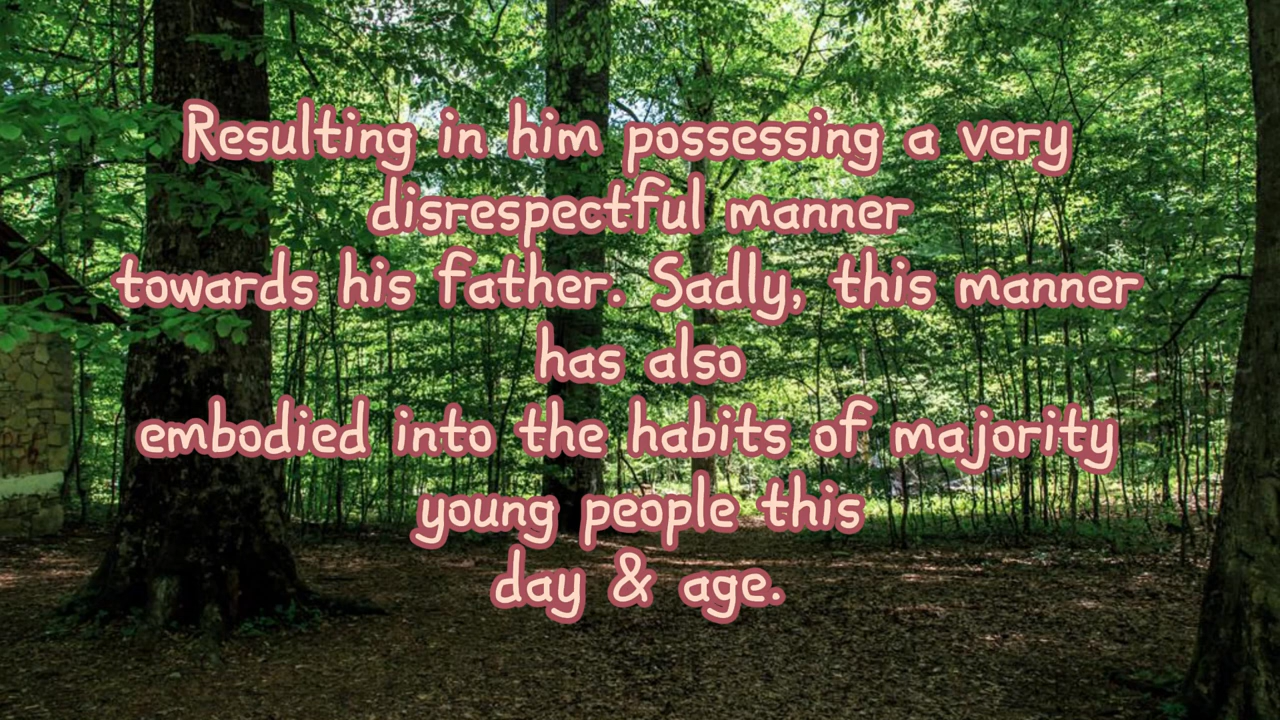 Resulting in him possessing a very
disrespectful manner
towards his father. Sadly, this manner
has also
embodied into the habits of majority
young people this
day & age.